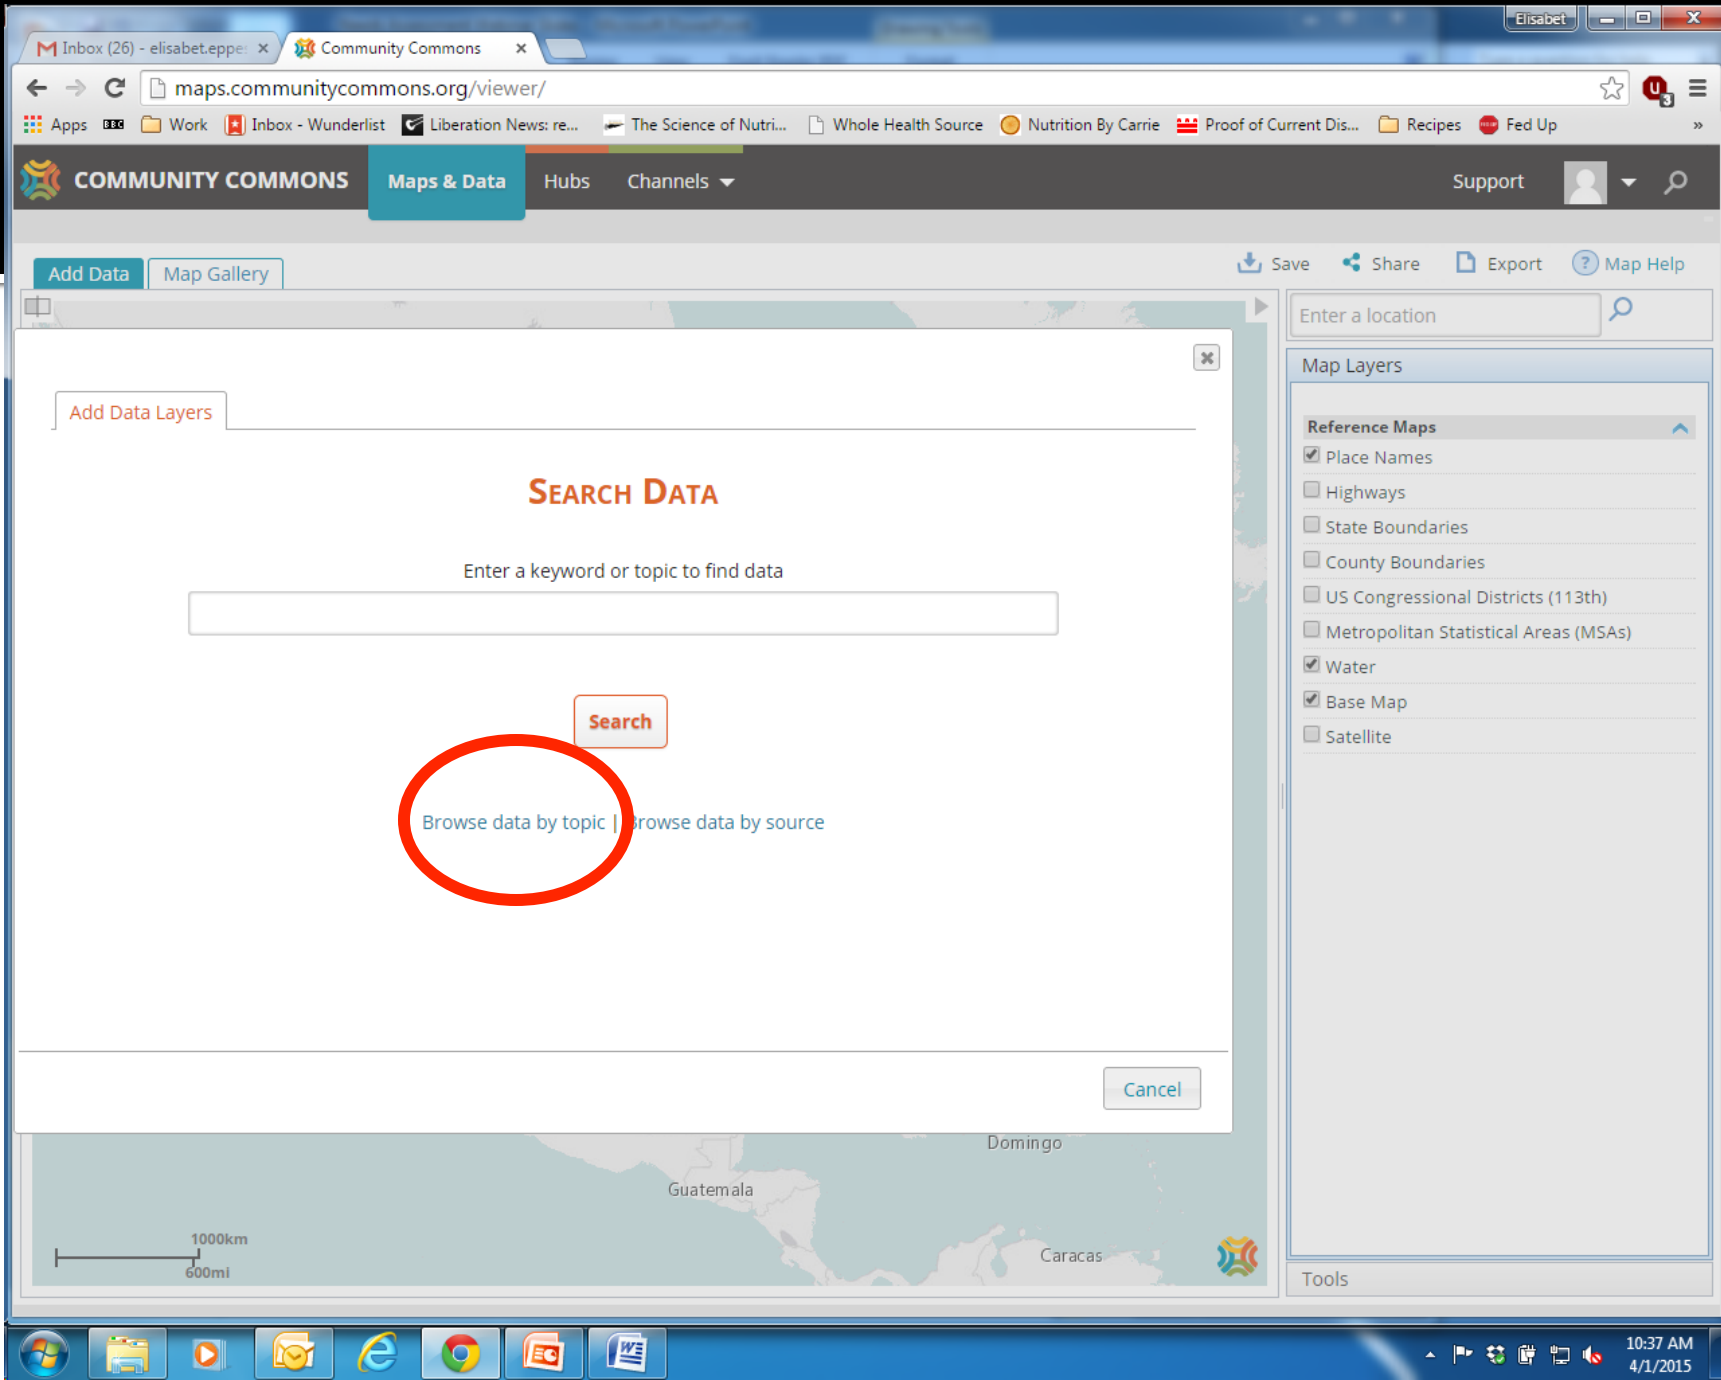 Elisabet
Inbox (26) - elisabet.epper
Community Commons
maps.communitycommons.org/viewer/
Apps BBC Work Inbox - Wunderlist Liberation News: re... The Science of Nutri... Whole Health Source Nutrition By Carrie Proof of Current Dis... Recipes Fed Up »
COMMUNITY COMMONS Maps & Data Hubs Channels Support
Add Data Map Gallery Save Share Export ? Map Help
Enter a location
Map Layers
Add Data Layers
Reference Maps
Place Names
Highways
State Boundaries
County Boundaries
US Congressional Districts (113th)
Metropolitan Statistical Areas (MSAs)
Water
Base Map
Satellite
SEARCH DATA
Enter a keyword or topic to find data
Search
Browse data by topic | Browse data by source
Cancel
Domingo
Guatemala
Caracas
1000km
600mi
Tools
10:37 AM
4/1/2015